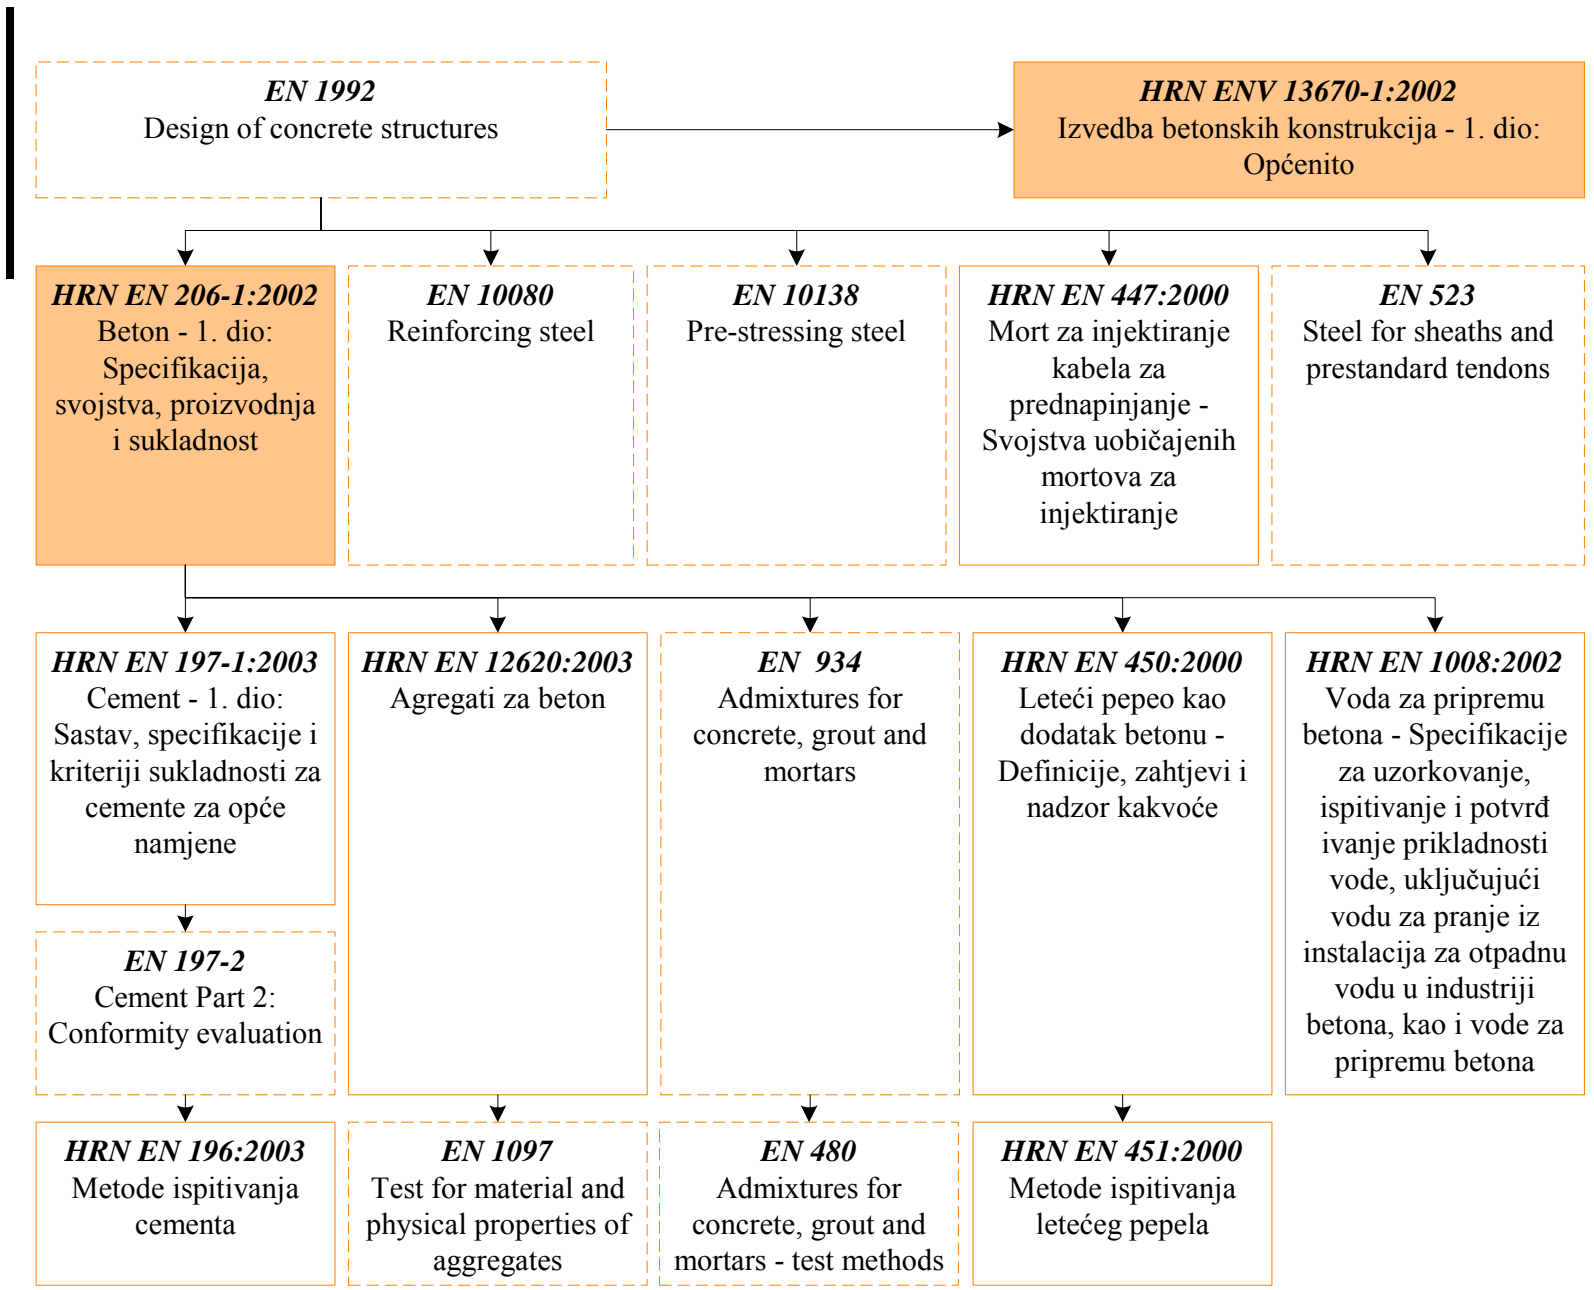 EN 1992
Design of concrete structures
HRN ENV 13670-1:2002
Izvedba betonskih konstrukcija - 1. dio:
Općenito
HRN EN 206-1:2002
Beton - 1. dio:
Specifikacija,
svojstva, proizvodnja
i sukladnost
EN 10080
Reinforcing steel
EN 10138
Pre-stressing steel
HRN EN 447:2000
Mort za injektiranje
kabela za
prednapinjanje -
Svojstva uobičajenih
mortova za
injektiranje
EN 523
Steel for sheaths and
prestandard tendons
HRN EN 197-1:2003
Cement - 1. dio:
Sastav, specifikacije i
kriteriji sukladnosti za
cemente za opće
namjene
HRN EN 12620:2003
Agregati za beton
EN  934
Admixtures for
concrete, grout and
mortars
HRN EN 450:2000
Leteći pepeo kao
dodatak betonu -
Definicije, zahtjevi i
nadzor kakvoće
HRN EN 1008:2002
Voda za pripremu
betona - Specifikacije
za uzorkovanje,
ispitivanje i potvrđ
ivanje prikladnosti
vode, uključujući
vodu za pranje iz
instalacija za otpadnu
vodu u industriji
betona, kao i vode za
pripremu betona
EN 197-2
Cement Part 2:
Conformity evaluation
HRN EN 196:2003
Metode ispitivanja
cementa
EN 1097
Test for material and
physical properties of
aggregates
EN 480
Admixtures for
concrete, grout and
mortars - test methods
HRN EN 451:2000
Metode ispitivanja
letećeg pepela